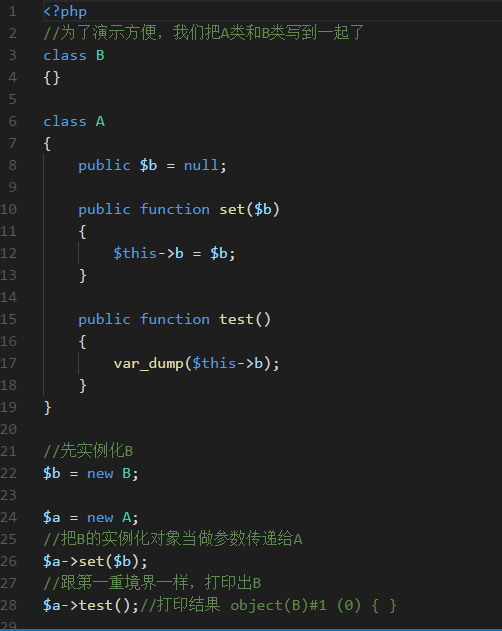 1 <?php
2 //为了演示方便，我们把A类和B类写到一起了
3 class B
4 {}
5
6 class A
7 {
8 public $b = null;
9
10 public function set($b)
11 {
12 $this->b = $b;
13 }
14
15 public function test()
16 {
17 var_dump($this->b);
18 }
19 }
20
21 //先实例化B
22 $b = new B;
23
24 $a = new A;
25 //把B的实例化对象当做参数传递给A
26 $a->set($b);
27 //跟第一重境界一样，打印出B
28 $a->test();//打印结果 object(B)#1 (0) { }
29